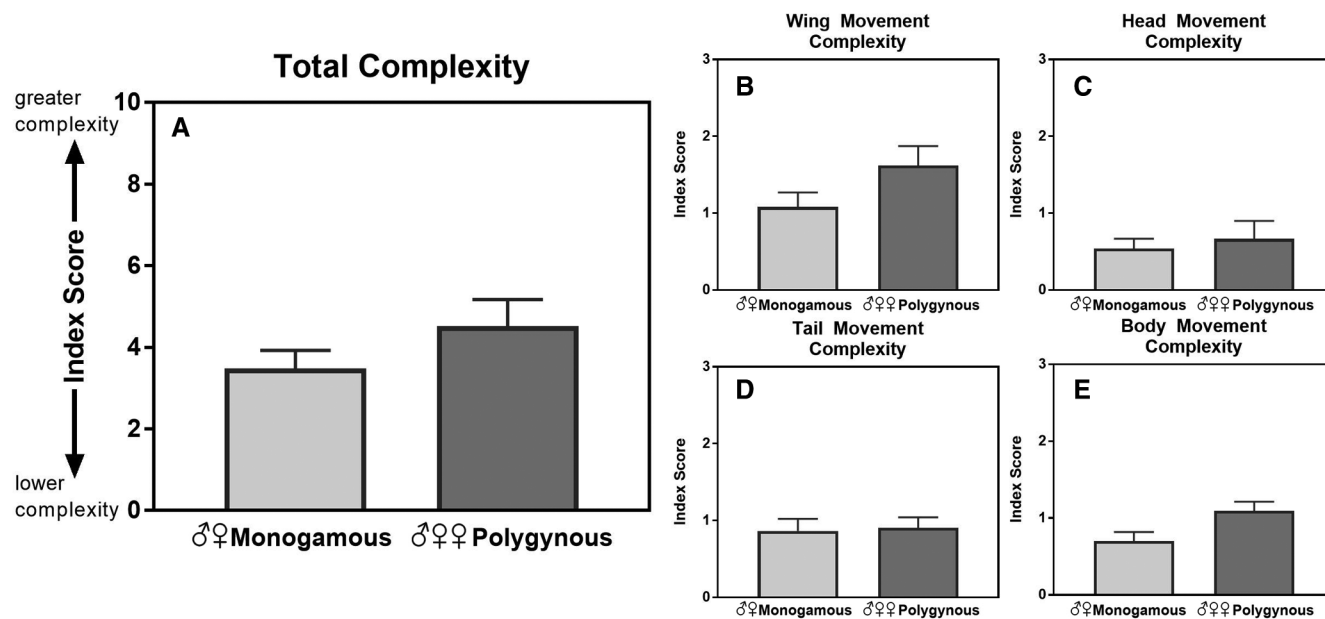 Total Complexity
A
greater
complexity
Index Score
lower
complexity
10
8
6
4
2
0
♂♀Monogamous ♂♀♀Polygynous
Wing Movement
Complexity
B
Index Score
3
2
1
0
♂♀Monogamous ♂♀♀Polygynous
Head Movement
Complexity
C
Index Score
3
2
1
0
♂♀Monogamous ♂♀♀Polygynous
Tail Movement
Complexity
D
Index Score
3
2
1
0
♂♀Monogamous ♂♀♀Polygynous
Body Movement
Complexity
E
Index Score
3
2
1
0
♂♀Monogamous ♂♀♀Polygynous